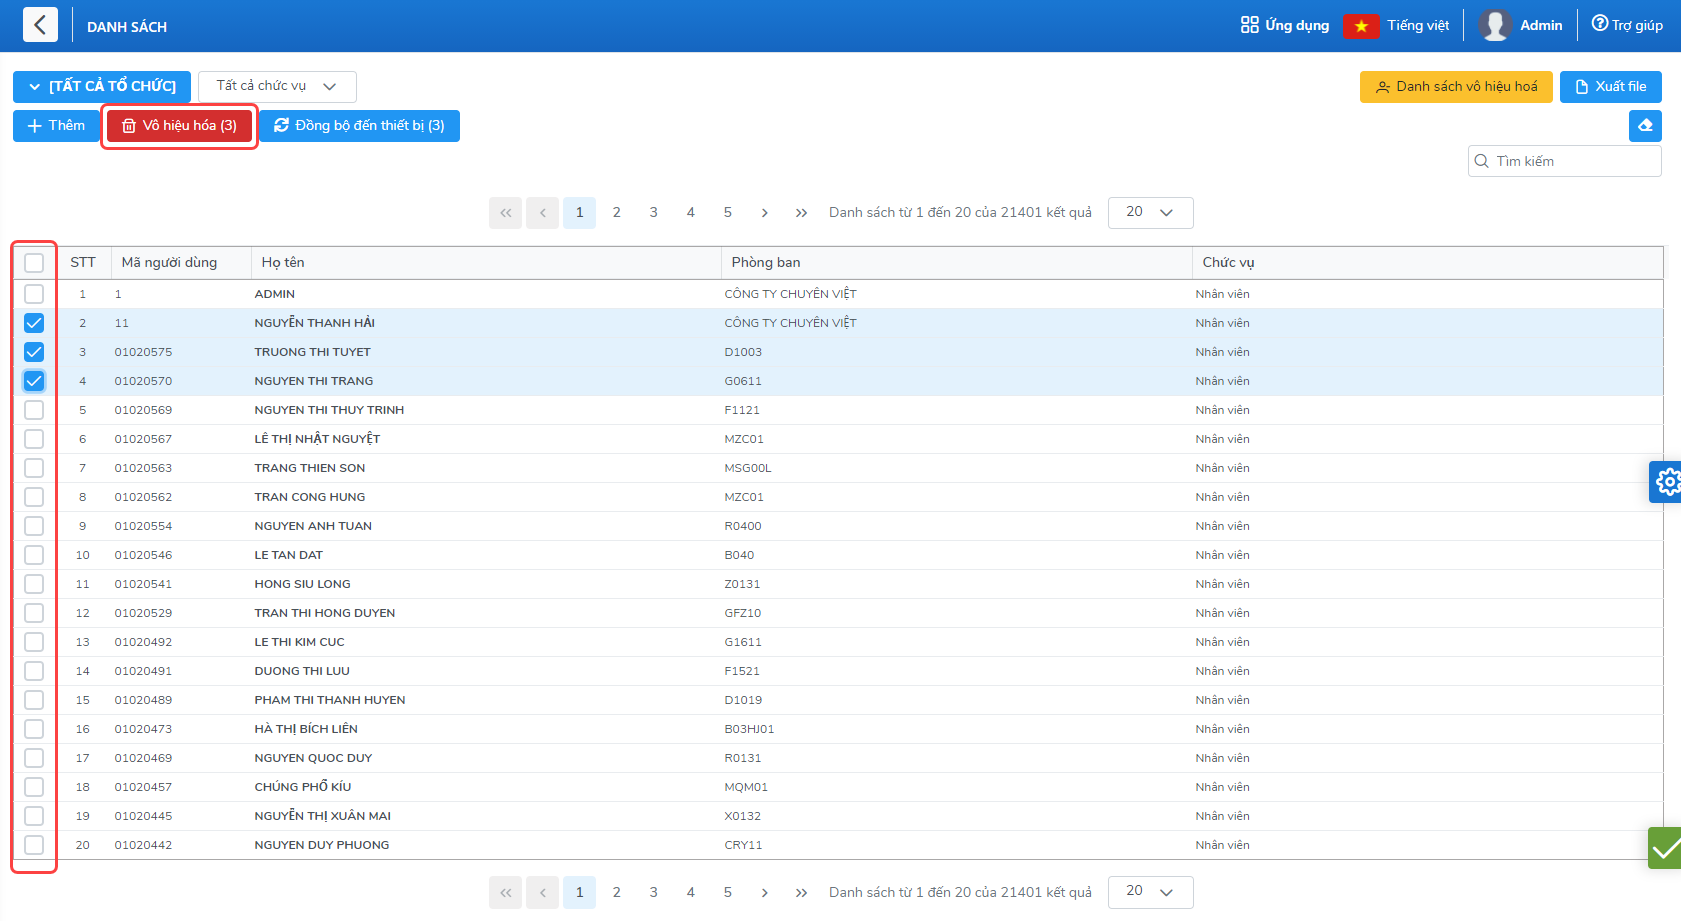 DANH SÁCH
Ứng dụng
Tiếng việt
Admin
Trợ giúp
[TẤT CẢ TỔ CHỨC]
Tất cả chức vụ
Danh sách vô hiệu hoá
Xuất file
Thêm
Vô hiệu hóa (3)
Đồng bộ đến thiết bị (3)
Tìm kiếm
« ‹ 1 2 3 4 5 › » Danh sách từ 1 đến 20 của 21401 kết quả 20
STT Mã người dùng Họ tên Phòng ban Chức vụ
1 1 ADMIN CÔNG TY CHUYÊN VIỆT Nhân viên
2 11 NGUYỄN THANH HẢI CÔNG TY CHUYÊN VIỆT Nhân viên
3 01020575 TRUONG THI TUYET D1003 Nhân viên
4 01020570 NGUYEN THI TRANG G0611 Nhân viên
5 01020569 NGUYEN THI THUY TRINH F1121 Nhân viên
6 01020567 LÊ THỊ NHẬT NGUYỆT MZC01 Nhân viên
7 01020563 TRANG THIEN SON MSG00L Nhân viên
8 01020562 TRAN CONG HUNG MZC01 Nhân viên
9 01020554 NGUYEN ANH TUAN R0400 Nhân viên
10 01020546 LE TAN DAT B040 Nhân viên
11 01020541 HONG SIU LONG Z0131 Nhân viên
12 01020529 TRAN THI HONG DUYEN GFZ10 Nhân viên
13 01020492 LE THI KIM CUC G1611 Nhân viên
14 01020491 DUONG THI LUU F1521 Nhân viên
15 01020489 PHAM THI THANH HUYEN D1019 Nhân viên
16 01020473 HÀ THỊ BÍCH LIÊN B03HJ01 Nhân viên
17 01020469 NGUYEN QUOC DUY R0131 Nhân viên
18 01020457 CHÚNG PHỔ KÍU MQM01 Nhân viên
19 01020445 NGUYỄN THỊ XUÂN MAI X0132 Nhân viên
20 01020442 NGUYEN DUY PHUONG CRY11 Nhân viên
« ‹ 1 2 3 4 5 › » Danh sách từ 1 đến 20 của 21401 kết quả 20